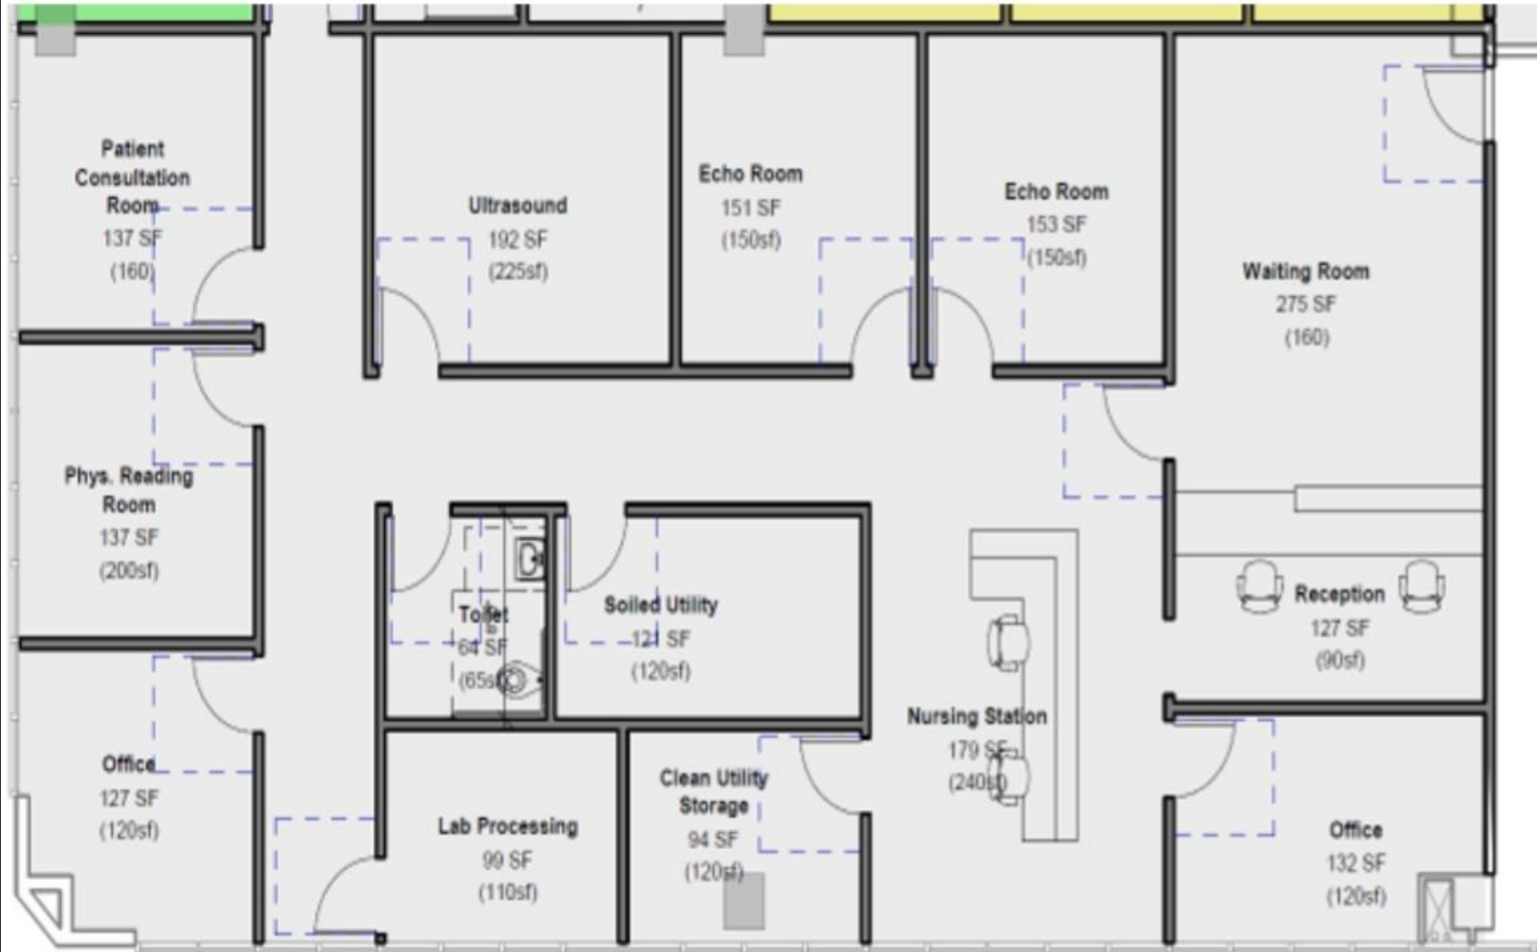 Patient
Consultation
Room
137 SF
(160)
Ultrasound
192 SF
(225sf)
Echo Room
151 SF
(150sf)
Echo Room
153 SF
(150sf)
Waiting Room
275 SF
(160)
Phys. Reading
Room
137 SF
(200sf)
Toilet
64 SF
(65sf)
Soiled Utility
121 SF
(120sf)
Reception
127 SF
(90sf)
Nursing Station
179 SF
(240sf)
Office
127 SF
(120sf)
Lab Processing
99 SF
(110sf)
Clean Utility
Storage
94 SF
(120sf)
Office
132 SF
(120sf)